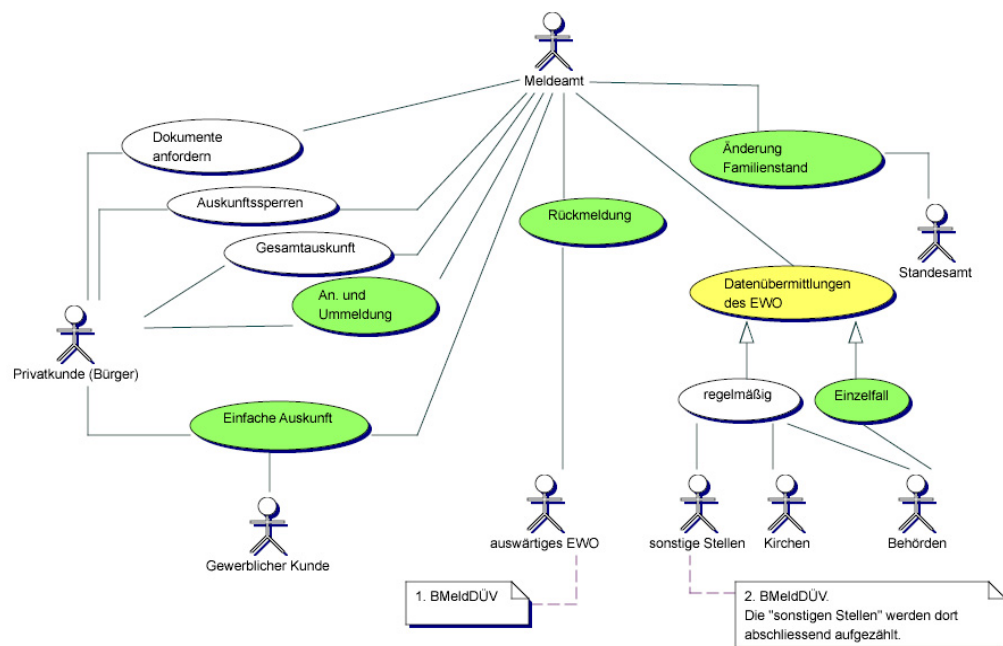 Meldeamt
Dokumente
anfordern
Änderung
Familienstand
Auskunftssperren
Rückmeldung
Gesamtauskunft
Standesamt
An. und
Ummeldung
Datenübermittlungen
des EWO
Privatkunde (Bürger)
regelmäßig
Einzelfall
Einfache Auskunft
auswärtiges EWO
sonstige Stellen
Kirchen
Behörden
Gewerblicher Kunde
1. BMeldDÜV
2. BMeldDÜV.
Die "sonstigen Stellen" werden dort
abschliessend aufgezählt.